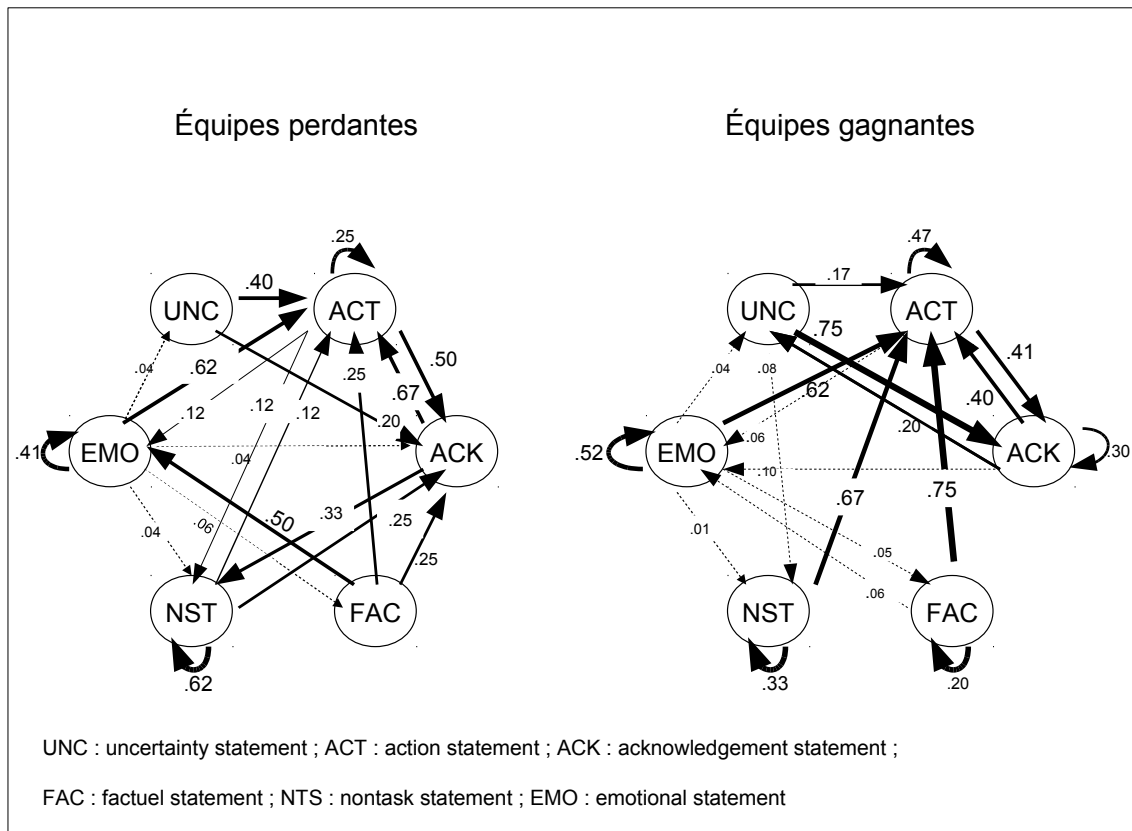 Équipes perdantes
Équipes gagnantes
.25
UNC
.40
ACT
.04
.62
.50
.25
.67
.12
.12
.12
.20
.41
EMO
ACK
.04
.33
.04
.06
.50
.25
.25
NST
FAC
.62
.47
UNC
.17
ACT
.75
.04
.08
.41
.62
.40
.20
.06
.52
EMO
ACK
.30
.10
.67
.75
.01
.05
.06
NST
FAC
.33
.20
UNC : uncertainty statement ; ACT : action statement ; ACK : acknowledgement statement ;
FAC : factuel statement ; NTS : nontask statement ; EMO : emotional statement